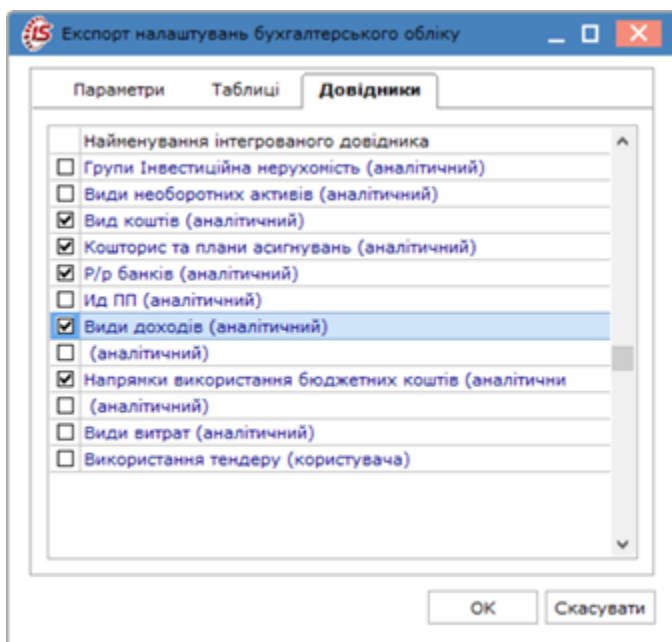 Експорт налаштувань бухгалтерського обліку
Параметри Таблиці Довідники
Найменування інтегрованого довідника
Групи Інвестиційна нерухоність (аналітичний)
Види необоротних активів (аналітичний)
Вид коштів (аналітичний)
Кошторис та плани асигнувань (аналітичний)
Р/р банків (аналітичний)
Ид ПП (аналітичний)
Види доходів (аналітичний)
(аналітичний)
Напрямки використання бюджетних коштів (аналітични
(аналітичний)
Види витрат (аналітичний)
Використання тендеру (користувача)
OK Скасувати